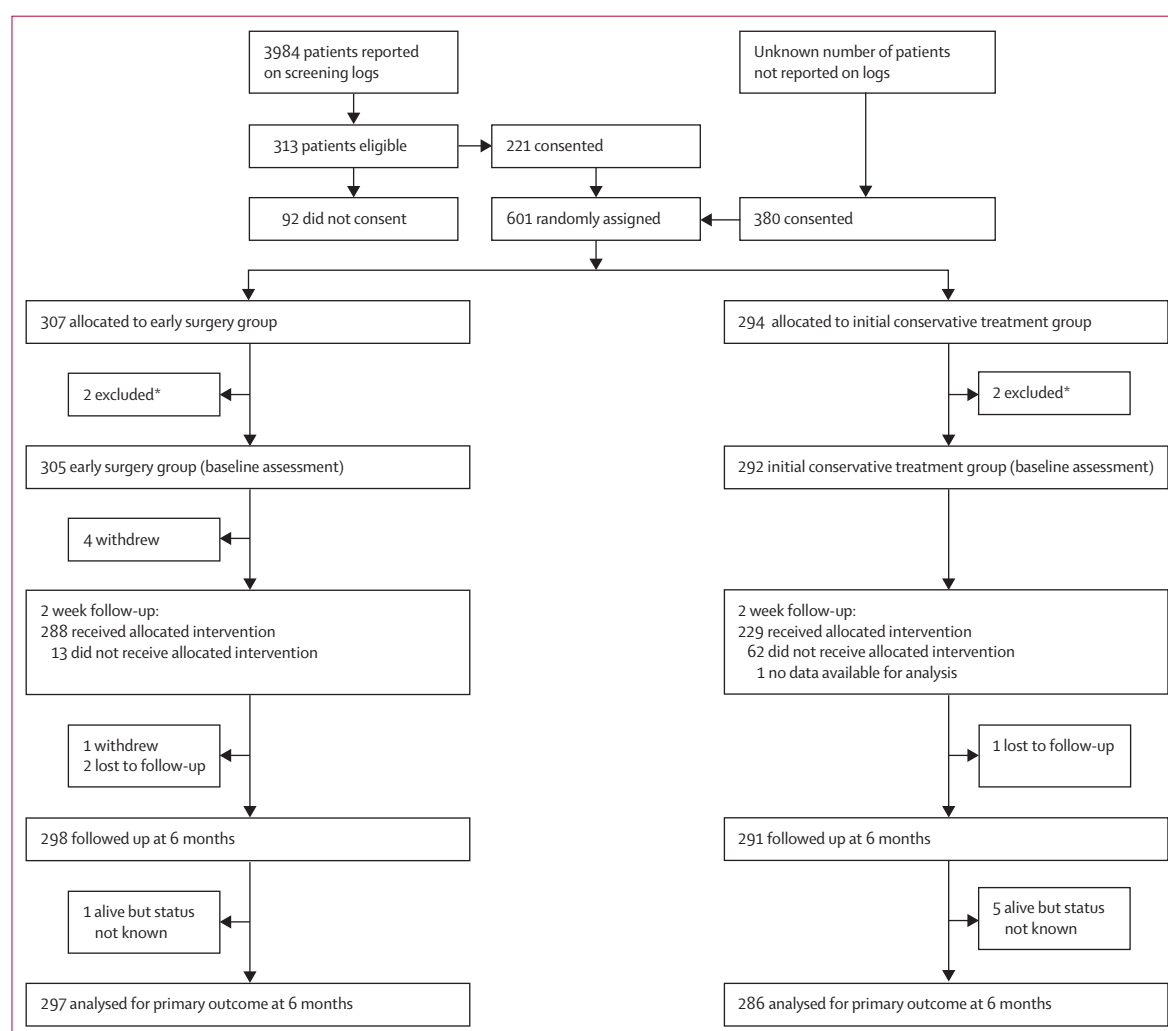 3984 patients reported
on screening logs
Unknown number of patients
not reported on logs
313 patients eligible
221 consented
92 did not consent
601 randomly assigned
380 consented
307 allocated to early surgery group
294 allocated to initial conservative treatment group
2 excluded*
2 excluded*
305 early surgery group (baseline assessment)
292 initial conservative treatment group (baseline assessment)
4 withdrew
2 week follow-up:
288 received allocated intervention
13 did not receive allocated intervention
2 week follow-up:
229 received allocated intervention
62 did not receive allocated intervention
1 no data available for analysis
1 withdrew
2 lost to follow-up
1 lost to follow-up
298 followed up at 6 months
291 followed up at 6 months
1 alive but status
not known
5 alive but status
not known
297 analysed for primary outcome at 6 months
286 analysed for primary outcome at 6 months